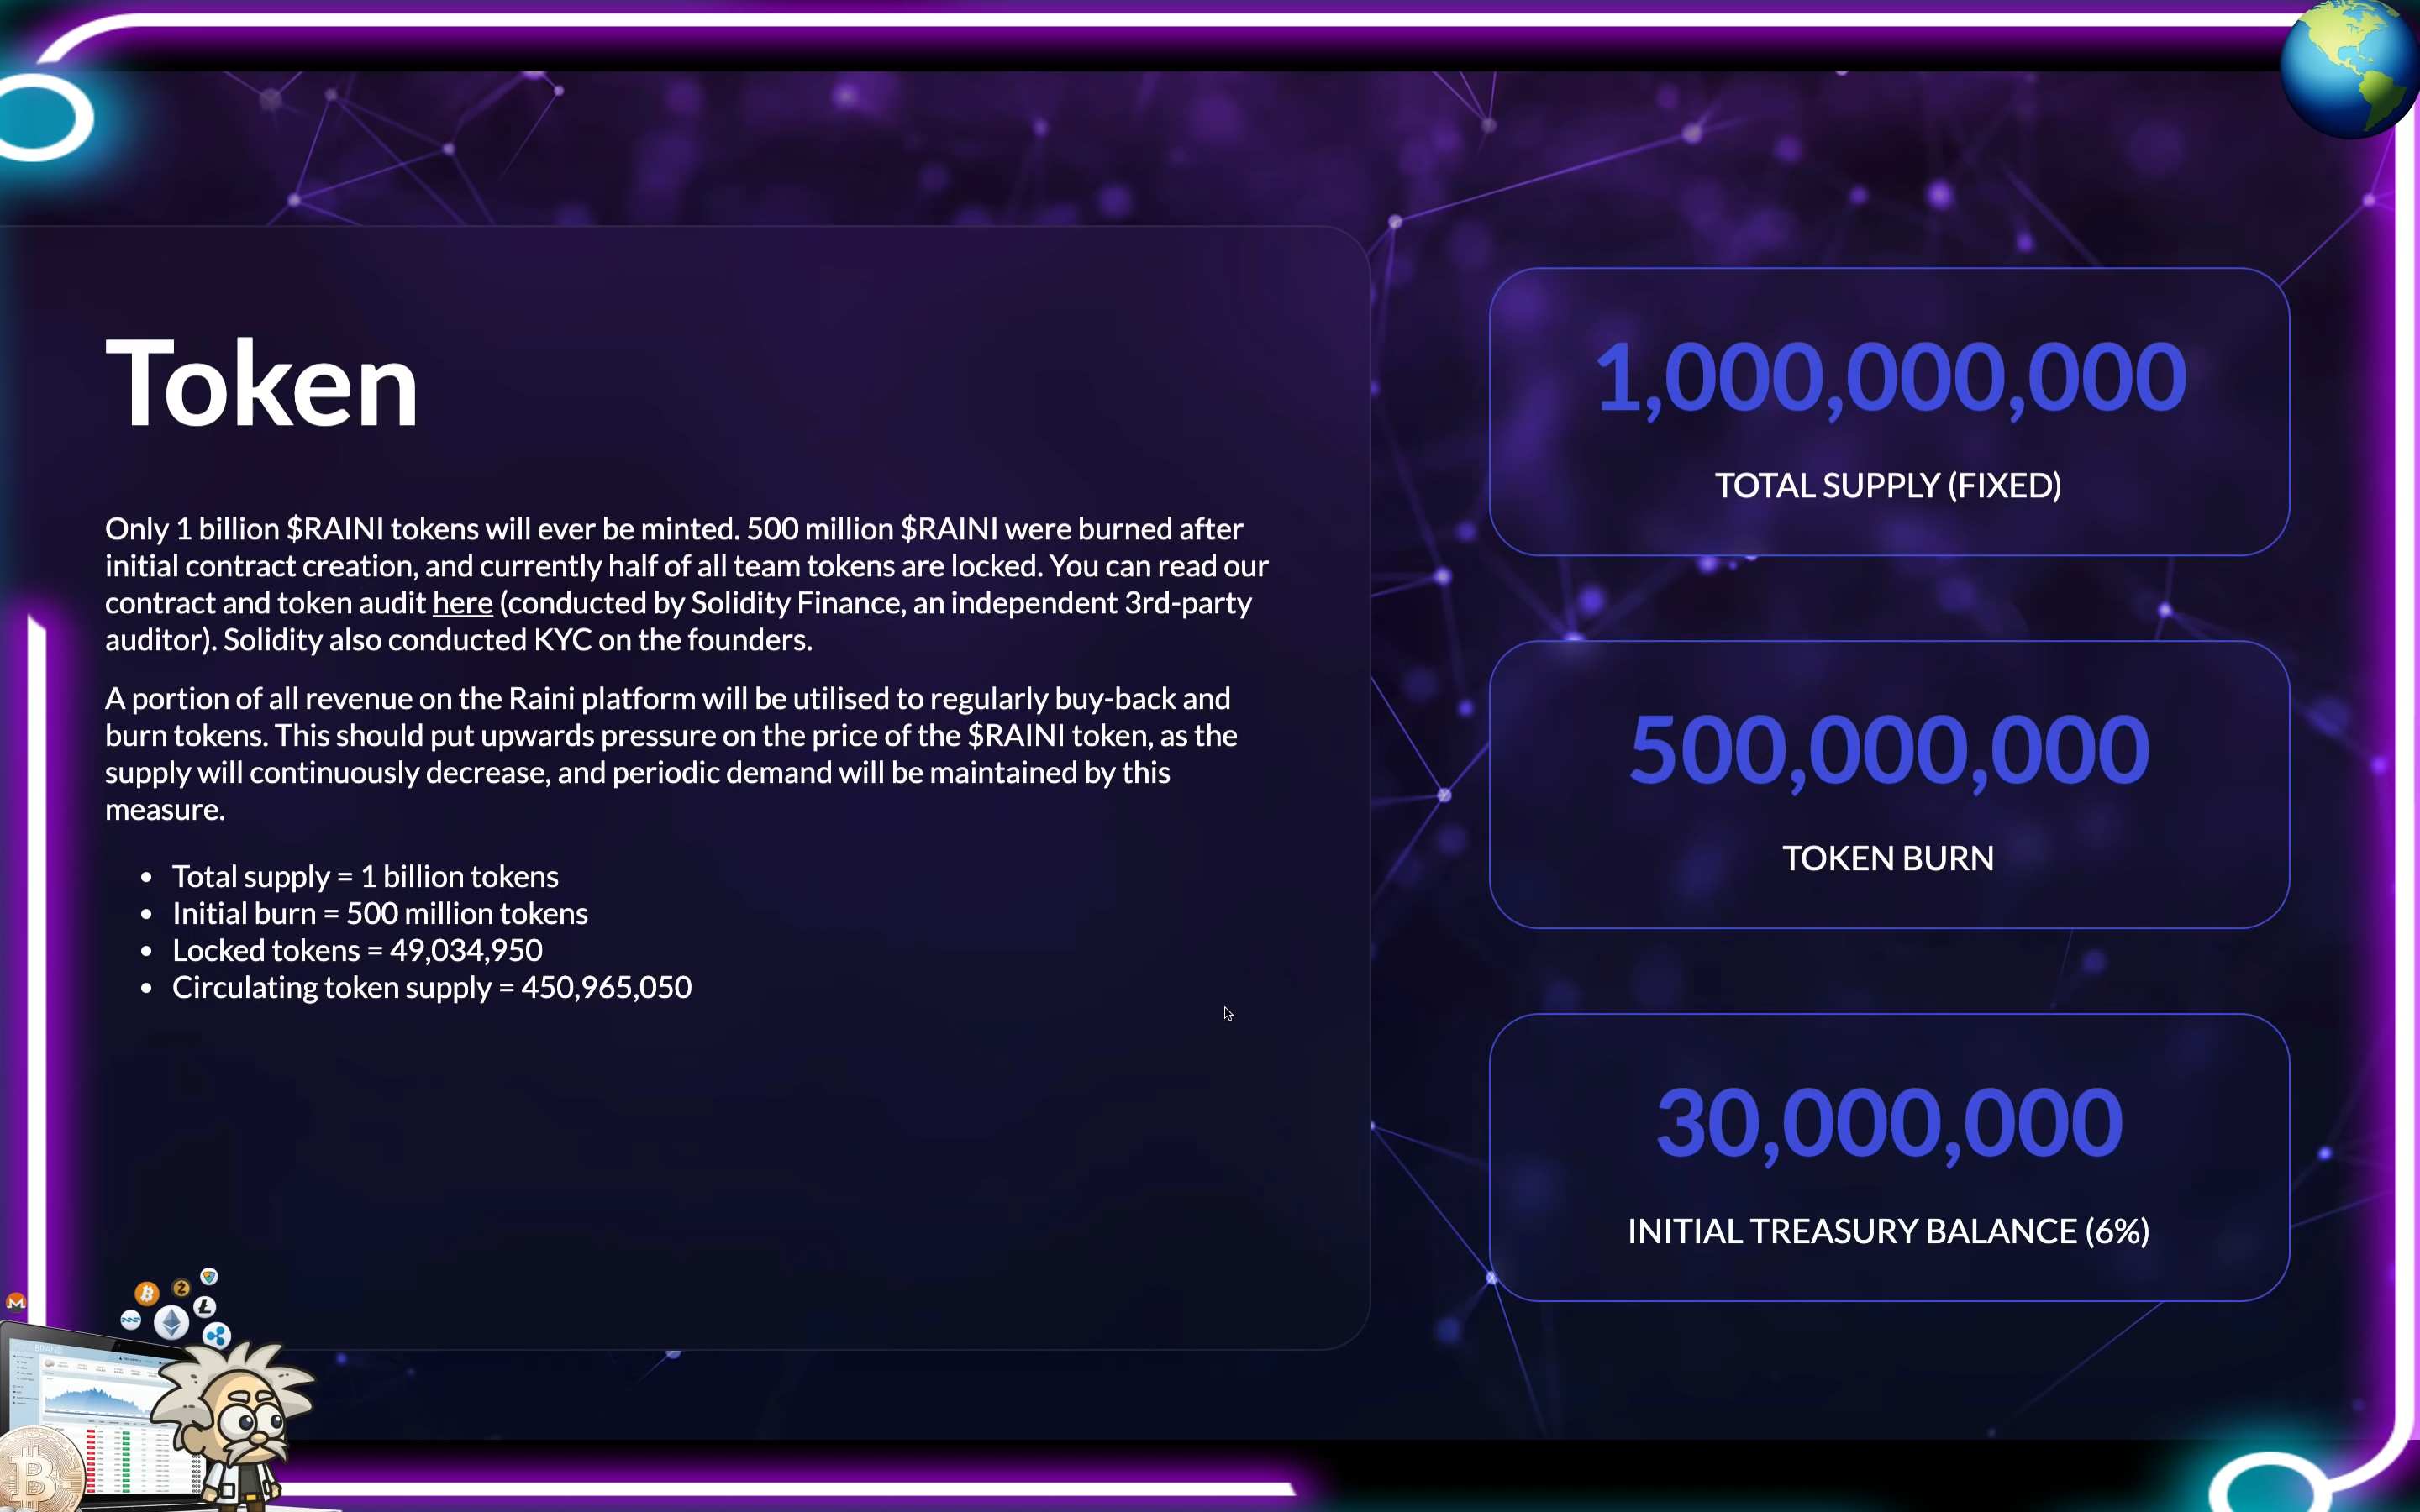 Token
Only 1 billion $RAINI tokens will ever be minted. 500 million $RAINI were burned after
initial contract creation, and currently half of all team tokens are locked. You can read our
contract and token audit here (conducted by Solidity Finance, an independent 3rd-party
auditor). Solidity also conducted KYC on the founders.
A portion of all revenue on the Raini platform will be utilised to regularly buy-back and
burn tokens. This should put upwards pressure on the price of the $RAINI token, as the
supply will continuously decrease, and periodic demand will be maintained by this
measure.
• Total supply = 1 billion tokens
• Initial burn = 500 million tokens
• Locked tokens = 49,034,950
• Circulating token supply = 450,965,050
1,000,000,000
TOTAL SUPPLY (FIXED)
500,000,000
TOKEN BURN
30,000,000
INITIAL TREASURY BALANCE (6%)
BRAND